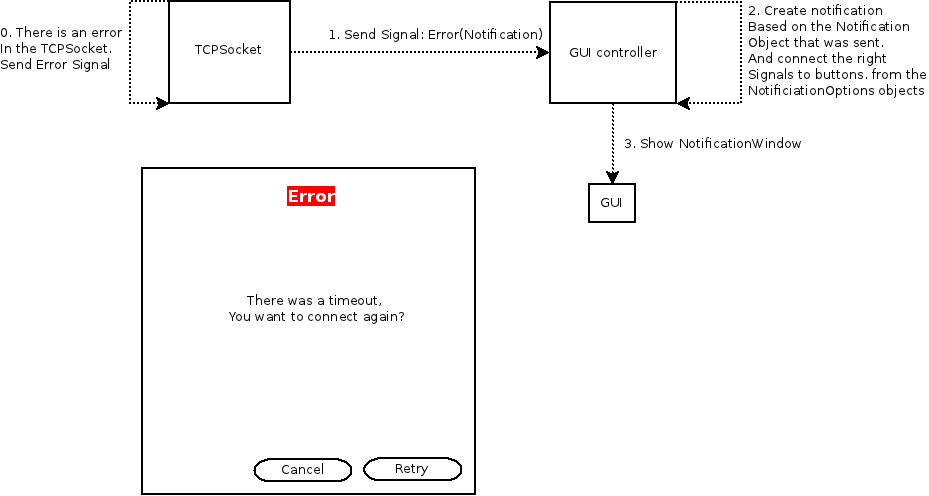 0. There is an error
In the TCPSocket.
Send Error Signal
TCPSocket
1. Send Signal: Error(Notification)
GUI controller
2. Create notification
Based on the Notification
Object that was sent.
And connect the right
Signals to buttons. from the
NotificiationOptions objects
3. Show NotificationWindow
GUI
Error
There was a timeout,
You want to connect again?
Cancel
Retry